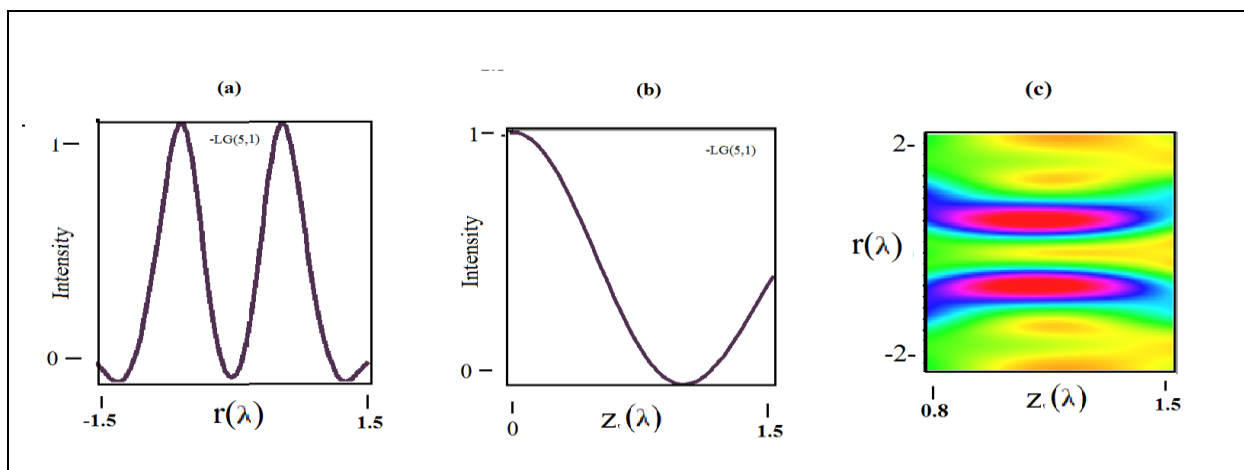 (a)
1
-LG(5,1)
Intensity
0
-1.5
r(λ)
1.5
(b)
1
-LG(5,1)
Intensity
0
0
z.(λ)
1.5
(c)
2-
r(λ)
-2-
0.8
z.(λ)
1.5